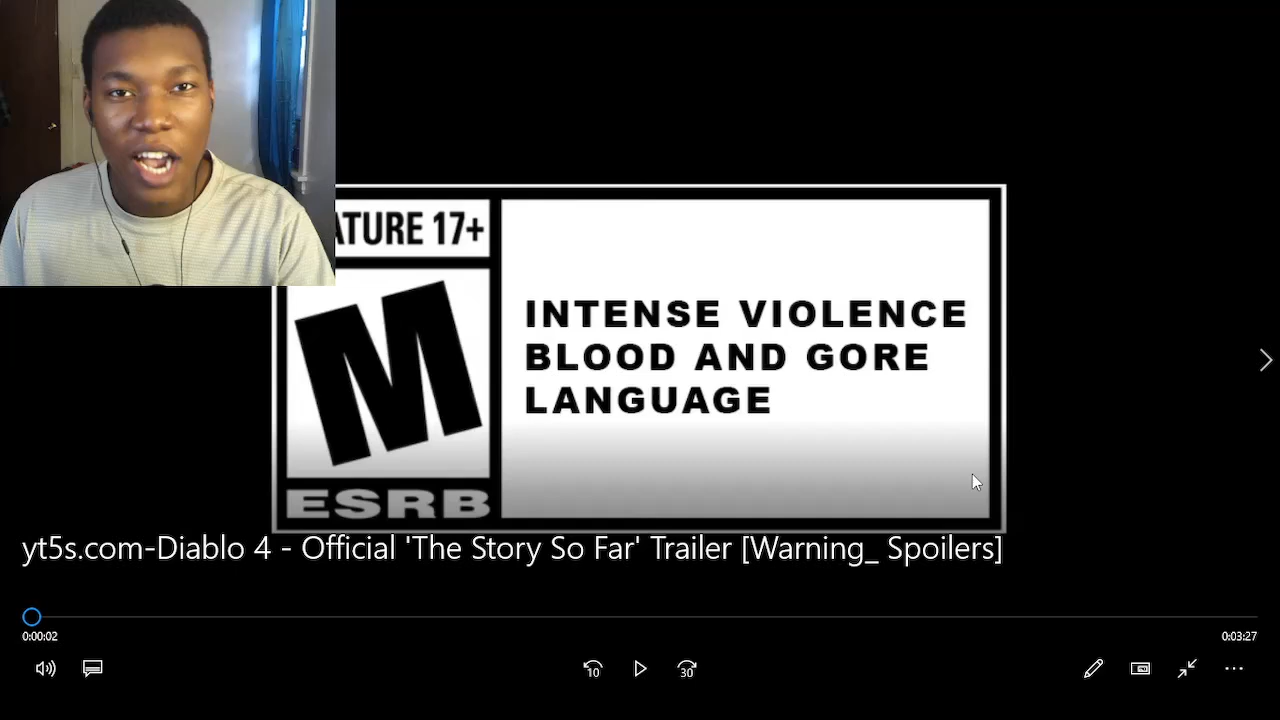 ATURE 17+
M
ESRB
INTENSE VIOLENCE
BLOOD AND GORE
LANGUAGE
yt5s.com-Diablo 4 - Official 'The Story So Far' Trailer [Warning_ Spoilers]
0:00:02
0:03:27
10
30